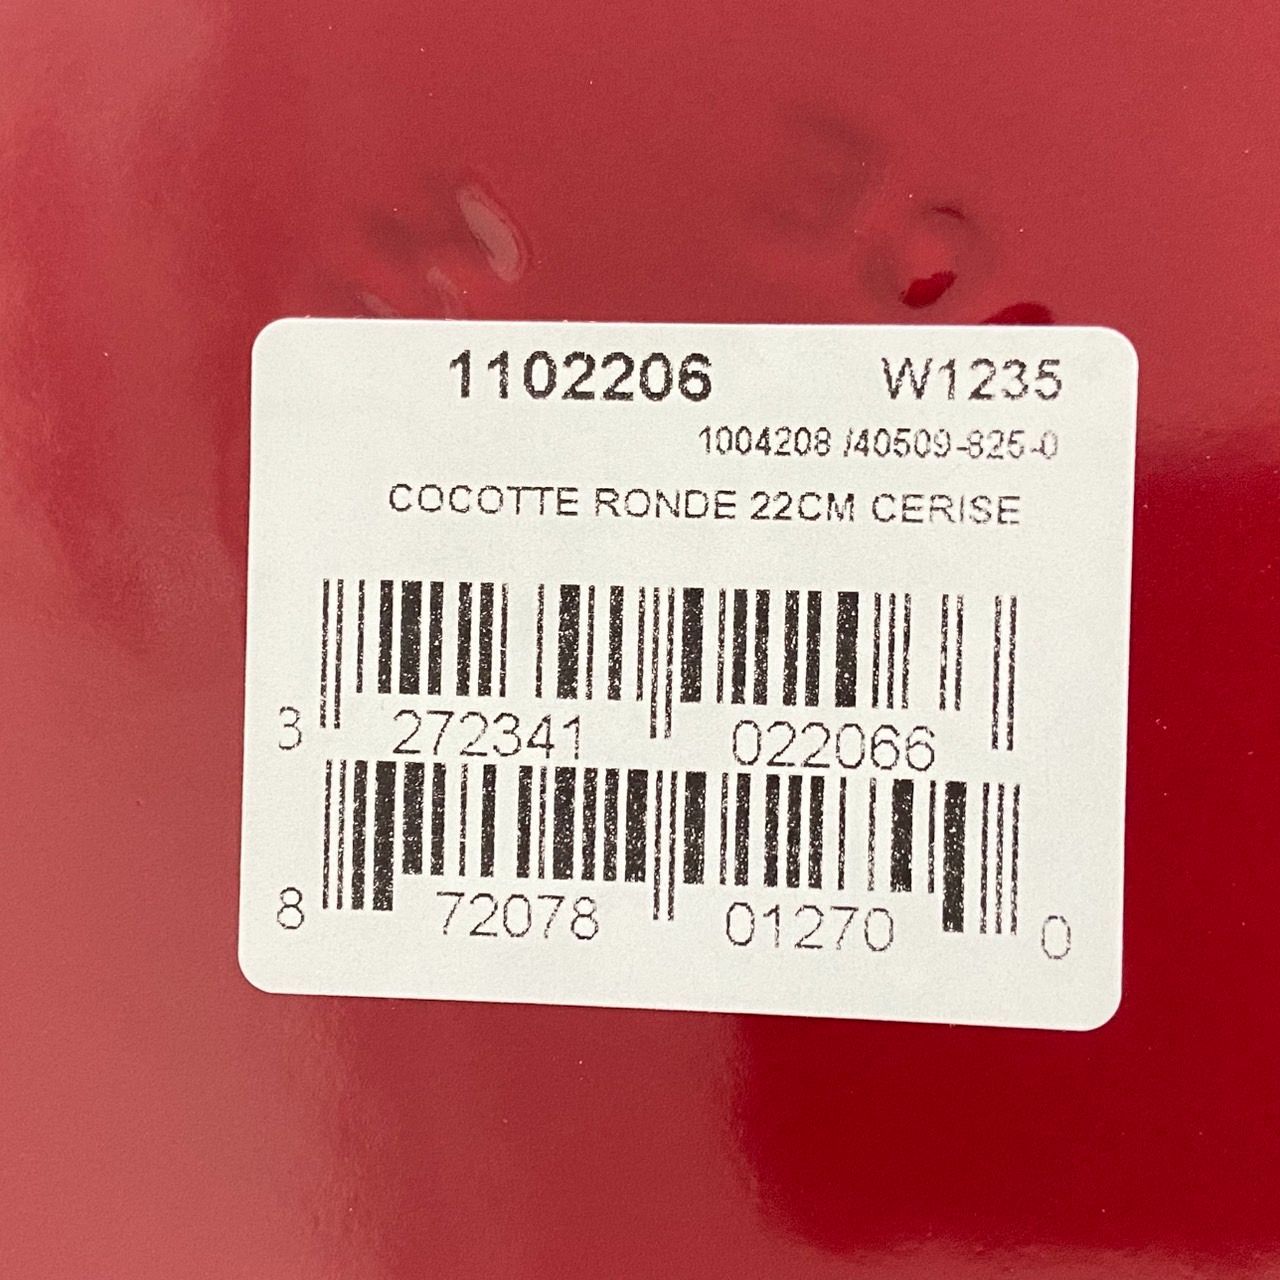 1102206 W1235
1004208 /40509-825-0
COCOTTE RONDE 22CM CERISE
3 272341 022066
8 72078 01270 0